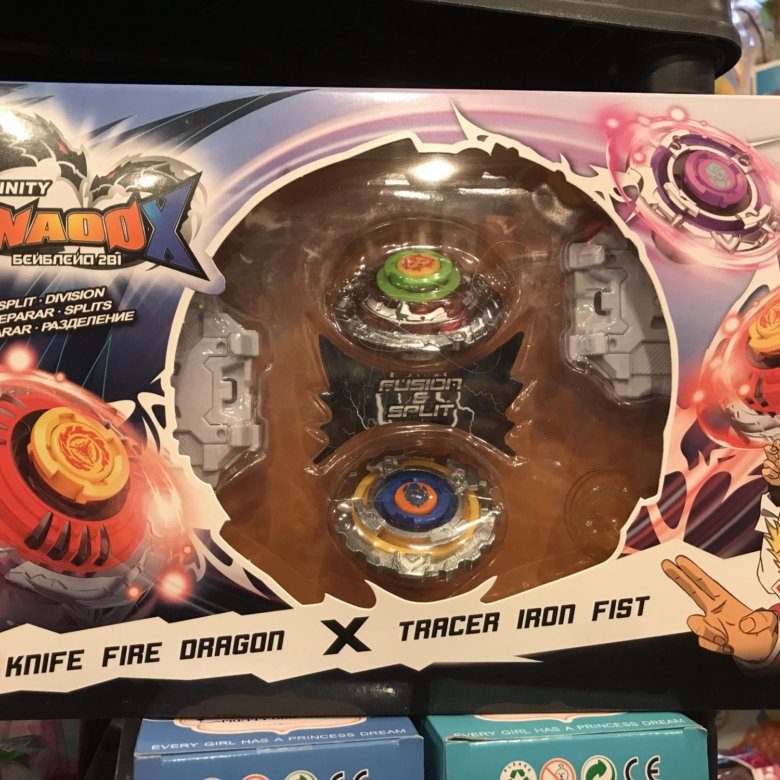 INITY
NADO X
БЕЙБЛЕЙД 2В1
SPLIT · DIVISION
EPARAR · SPLITS
ARAR · РАЗДЕЛЕНИЕ
FUSION
&
SPLIT
KNIFE FIRE DRAGON X TRACER IRON FIST
EVERY GIRL HAS A PRINCESS DREAM
EVERY GIRL HAS A PRINCESS DREAM
CE
CE